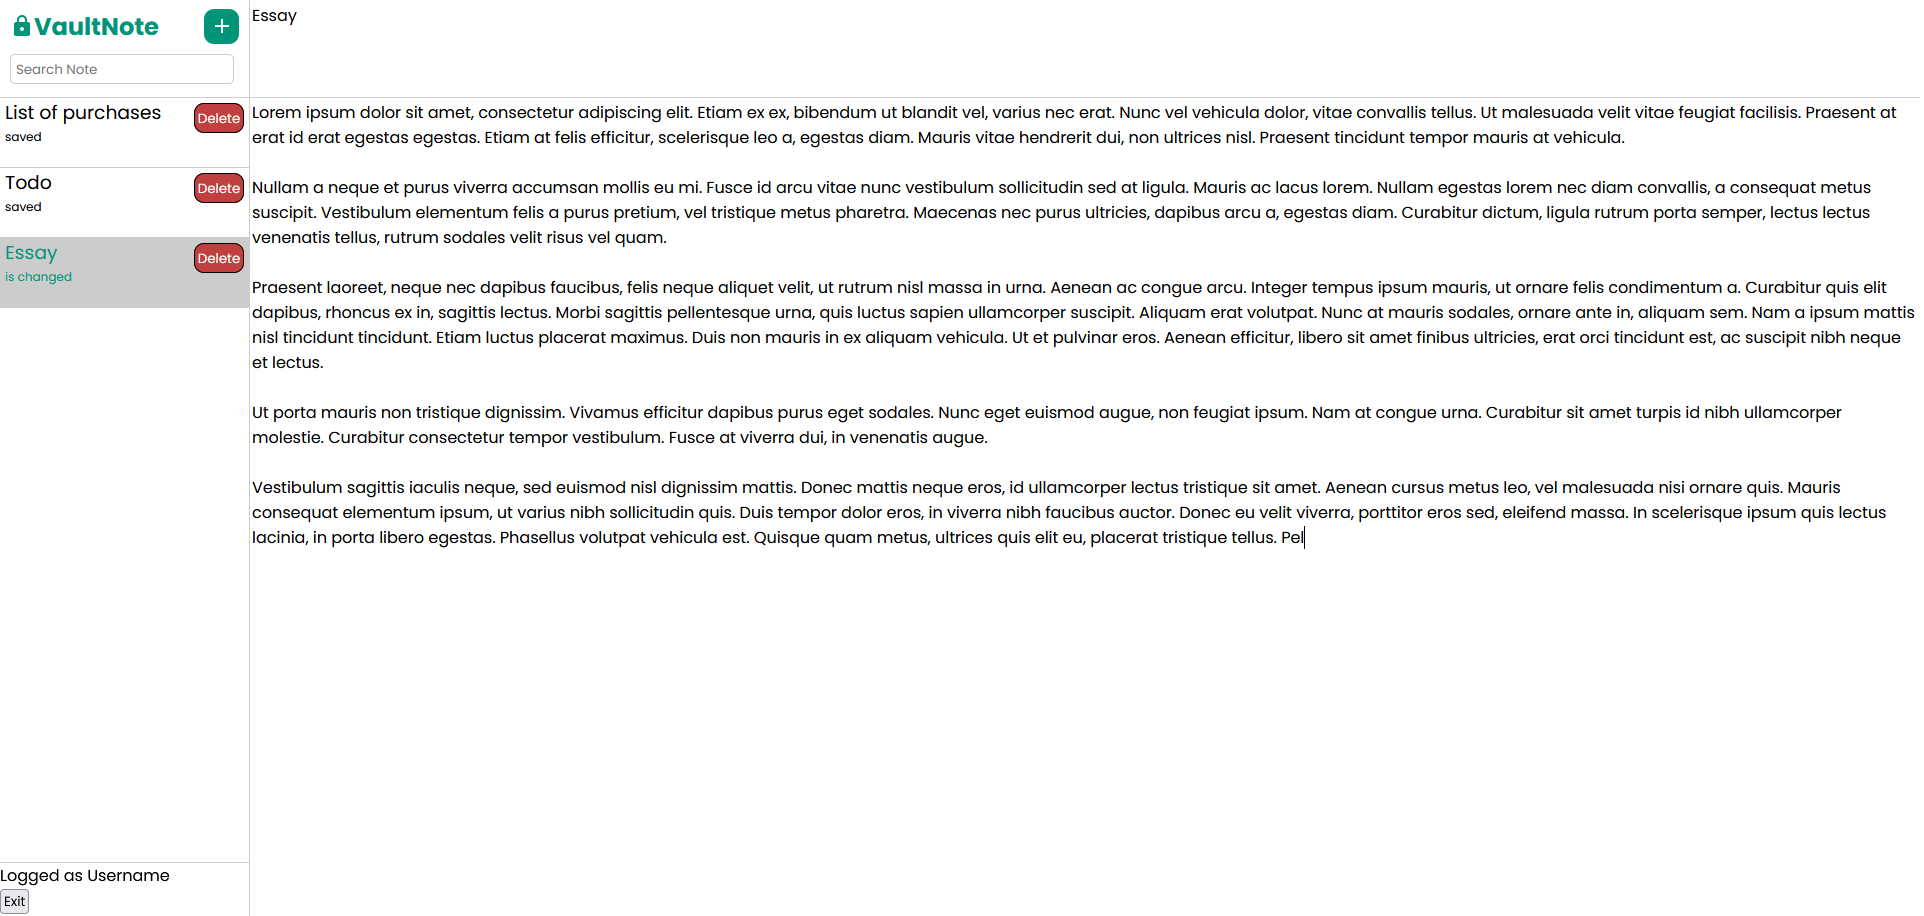 VaultNote
+
Search Note
List of purchases
Delete
saved
Todo
Delete
saved
Essay
Delete
is changed
Logged as Username
Exit
Essay
Lorem ipsum dolor sit amet, consectetur adipiscing elit. Etiam ex ex, bibendum ut blandit vel, varius nec erat. Nunc vel vehicula dolor, vitae convallis tellus. Ut malesuada velit vitae feugiat facilisis. Praesent at
erat id erat egestas egestas. Etiam at felis efficitur, scelerisque leo a, egestas diam. Mauris vitae hendrerit dui, non ultrices nisl. Praesent tincidunt tempor mauris at vehicula.
Nullam a neque et purus viverra accumsan mollis eu mi. Fusce id arcu vitae nunc vestibulum sollicitudin sed at ligula. Mauris ac lacus lorem. Nullam egestas lorem nec diam convallis, a consequat metus
suscipit. Vestibulum elementum felis a purus pretium, vel tristique metus pharetra. Maecenas nec purus ultricies, dapibus arcu a, egestas diam. Curabitur dictum, ligula rutrum porta semper, lectus lectus
venenatis tellus, rutrum sodales velit risus vel quam.
Praesent laoreet, neque nec dapibus faucibus, felis neque aliquet velit, ut rutrum nisl massa in urna. Aenean ac congue arcu. Integer tempus ipsum mauris, ut ornare felis condimentum a. Curabitur quis elit
dapibus, rhoncus ex in, sagittis lectus. Morbi sagittis pellentesque urna, quis luctus sapien ullamcorper suscipit. Aliquam erat volutpat. Nunc at mauris sodales, ornare ante in, aliquam sem. Nam a ipsum mattis
nisl tincidunt tincidunt. Etiam luctus placerat maximus. Duis non mauris in ex aliquam vehicula. Ut et pulvinar eros. Aenean efficitur, libero sit amet finibus ultricies, erat orci tincidunt est, ac suscipit nibh neque
et lectus.
Ut porta mauris non tristique dignissim. Vivamus efficitur dapibus purus eget sodales. Nunc eget euismod augue, non feugiat ipsum. Nam at congue urna. Curabitur sit amet turpis id nibh ullamcorper
molestie. Curabitur consectetur tempor vestibulum. Fusce at viverra dui, in venenatis augue.
Vestibulum sagittis iaculis neque, sed euismod nisl dignissim mattis. Donec mattis neque eros, id ullamcorper lectus tristique sit amet. Aenean cursus metus leo, vel malesuada nisi ornare quis. Mauris
consequat elementum ipsum, ut varius nibh sollicitudin quis. Duis tempor dolor eros, in viverra nibh faucibus auctor. Donec eu velit viverra, porttitor eros sed, eleifend massa. In scelerisque ipsum quis lectus
lacinia, in porta libero egestas. Phasellus volutpat vehicula est. Quisque quam metus, ultrices quis elit eu, placerat tristique tellus. Pel